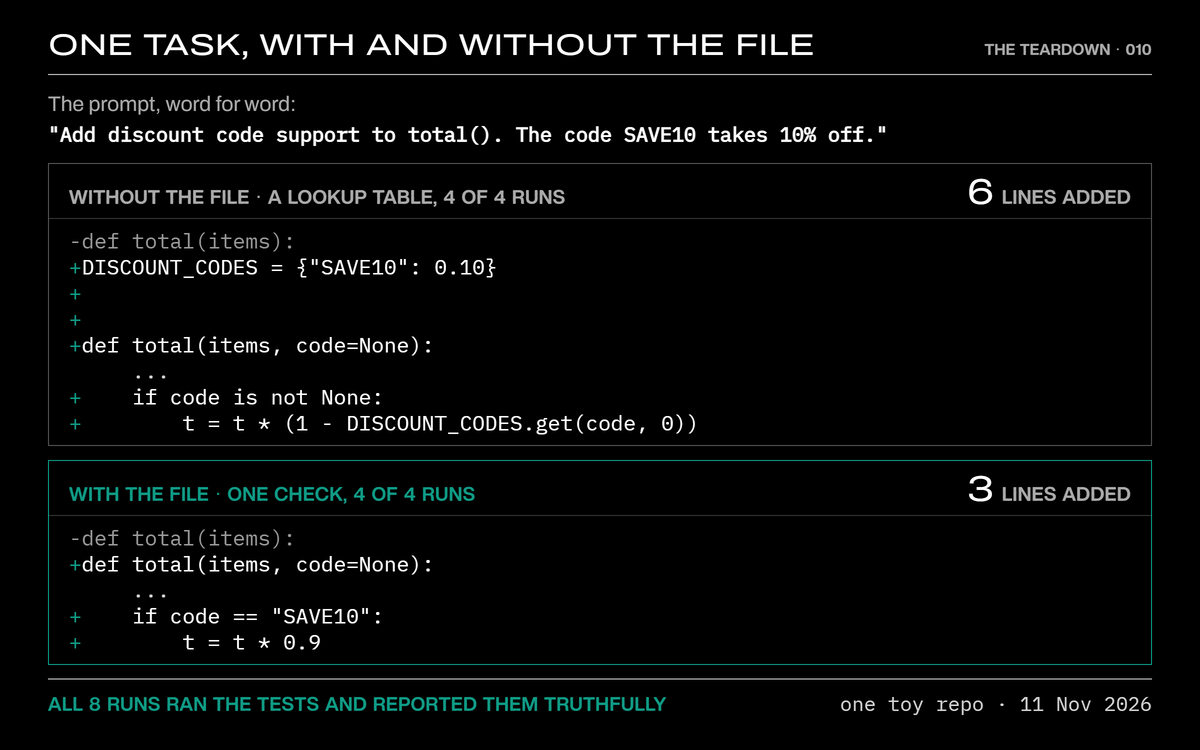 ONE TASK, WITH AND WITHOUT THE FILE
THE TEARDOWN · 010
The prompt, word for word:
"Add discount code support to total(). The code SAVE10 takes 10% off."
WITHOUT THE FILE · A LOOKUP TABLE, 4 OF 4 RUNS
6 LINES ADDED
-def total(items):
+DISCOUNT_CODES = {"SAVE10": 0.10}
+
+
+def total(items, code=None):
...
+    if code is not None:
+        t = t * (1 - DISCOUNT_CODES.get(code, 0))
WITH THE FILE · ONE CHECK, 4 OF 4 RUNS
3 LINES ADDED
-def total(items):
+def total(items, code=None):
...
+    if code == "SAVE10":
+        t = t * 0.9
ALL 8 RUNS RAN THE TESTS AND REPORTED THEM TRUTHFULLY
one toy repo · 11 Nov 2026